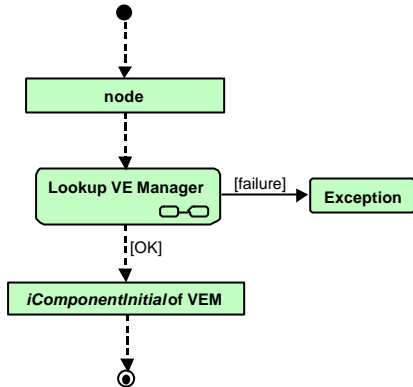 node
Lookup VE Manager
[failure]
Exception
[OK]
iComponentInitial of VEM